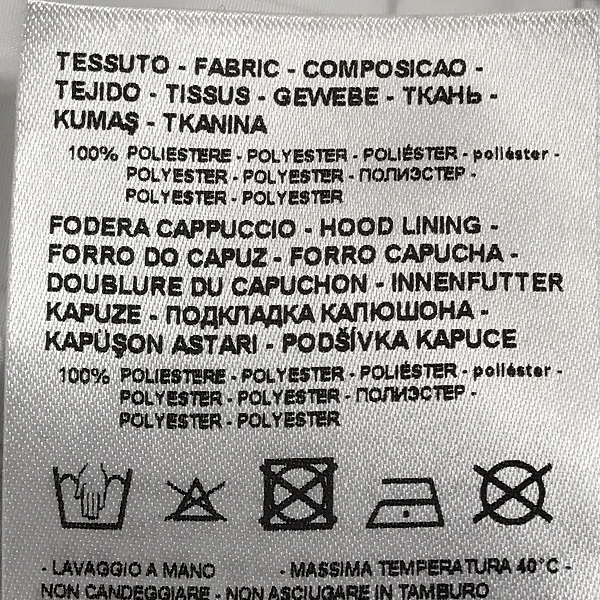 TESSUTO - FABRIC - COMPOSICAO -
TEJIDO - TISSUS - GEWEBE - ТКАНЬ -
KUMAŞ - TKANINA
100% POLIESTERE - POLYESTER - POLIÉSTER - poliéster -
POLYESTER - POLYESTER - ПОЛИЭСТЕР -
POLYESTER - POLYESTER
FODERA CAPPUCCIO - HOOD LINING -
FORRO DO CAPUZ - FORRO CAPUCHA -
DOUBLURE DU CAPUCHON - INNENFUTTER
KAPUZE - ПОДКЛАДКА КАПЮШОНА -
KAPÜŞON ASTARI - PODŠÍVKA KAPUCE
100% POLIESTERE - POLYESTER - POLIÉSTER - poliéster -
POLYESTER - POLYESTER - ПОЛИЭСТЕР -
POLYESTER - POLYESTER
- LAVAGGIO A MANO - MASSIMA TEMPERATURA 40°C -
NON CANDEGGIARE - NON ASCIUGARE IN TAMBURO